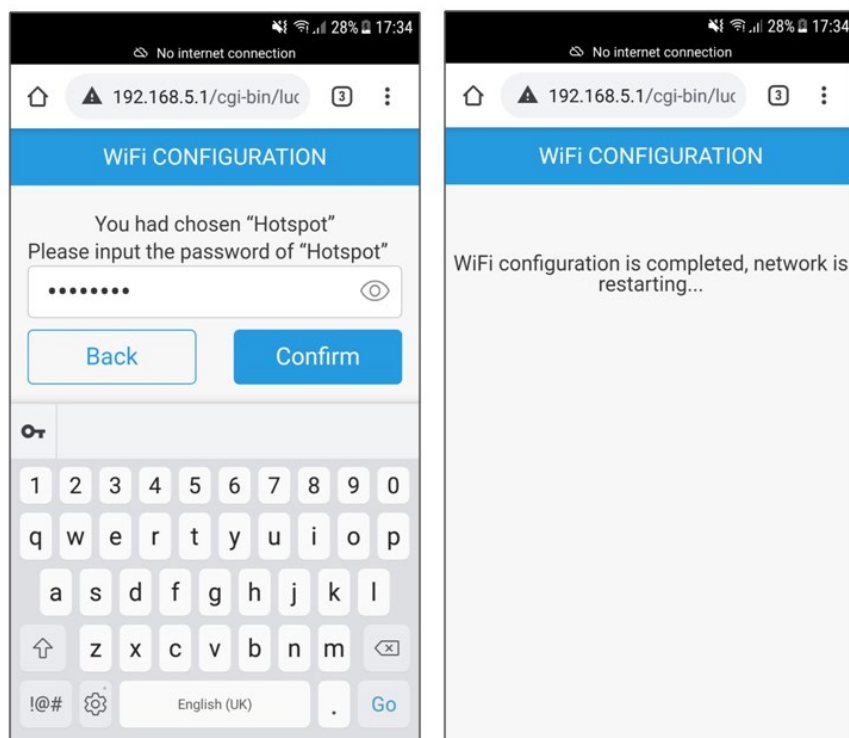 28% 17:34
No internet connection
192.168.5.1/cgi-bin/luc
3
WiFi CONFIGURATION
You had chosen “Hotspot”
Please input the password of “Hotspot”
••••••••
Back
Confirm
1 2 3 4 5 6 7 8 9 0
q w e r t y u i o p
a s d f g h j k l
z x c v b n m
!@#
English (UK)
.
Go
28% 17:34
No internet connection
192.168.5.1/cgi-bin/luc
3
WiFi CONFIGURATION
WiFi configuration is completed, network is
restarting...